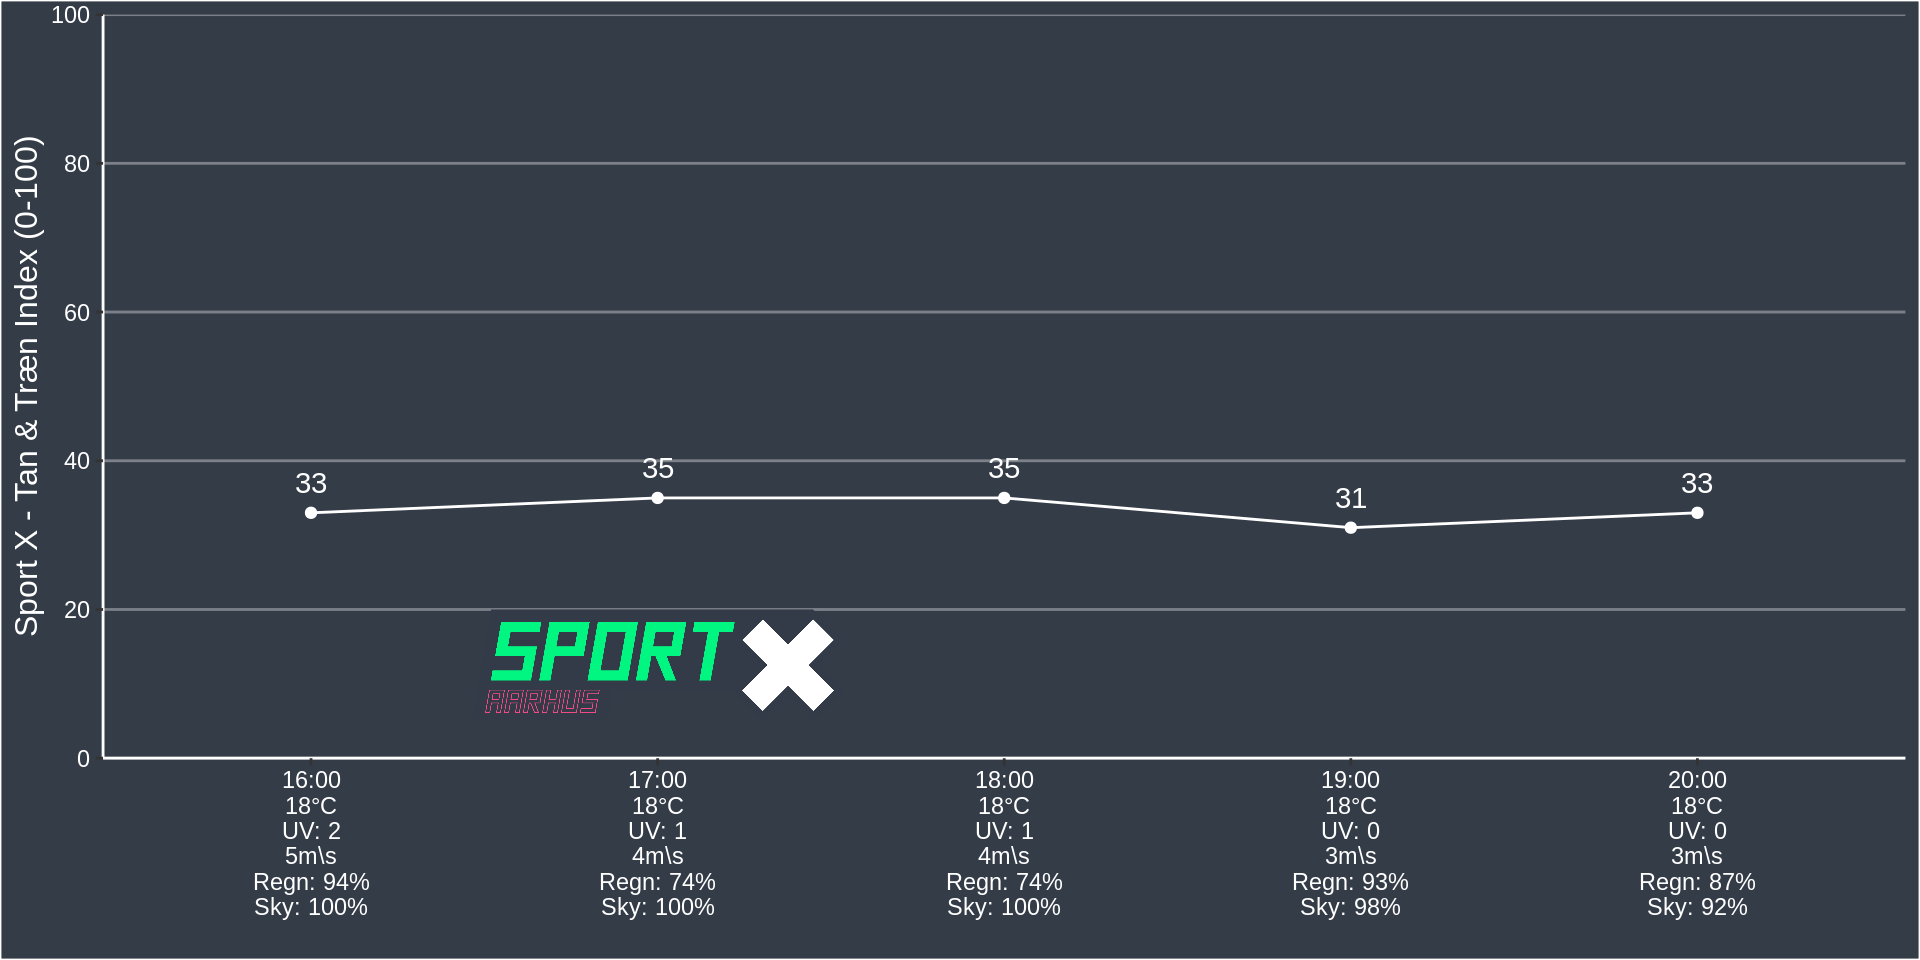 Sport X - Tan & Træn Index (0-100)
100
80
60
40
20
0
33
35
35
31
33
SPORT X
AARHUS
16:00
18°C
UV: 2
5m\s
Regn: 94%
Sky: 100%
17:00
18°C
UV: 1
4m\s
Regn: 74%
Sky: 100%
18:00
18°C
UV: 1
4m\s
Regn: 74%
Sky: 100%
19:00
18°C
UV: 0
3m\s
Regn: 93%
Sky: 98%
20:00
18°C
UV: 0
3m\s
Regn: 87%
Sky: 92%